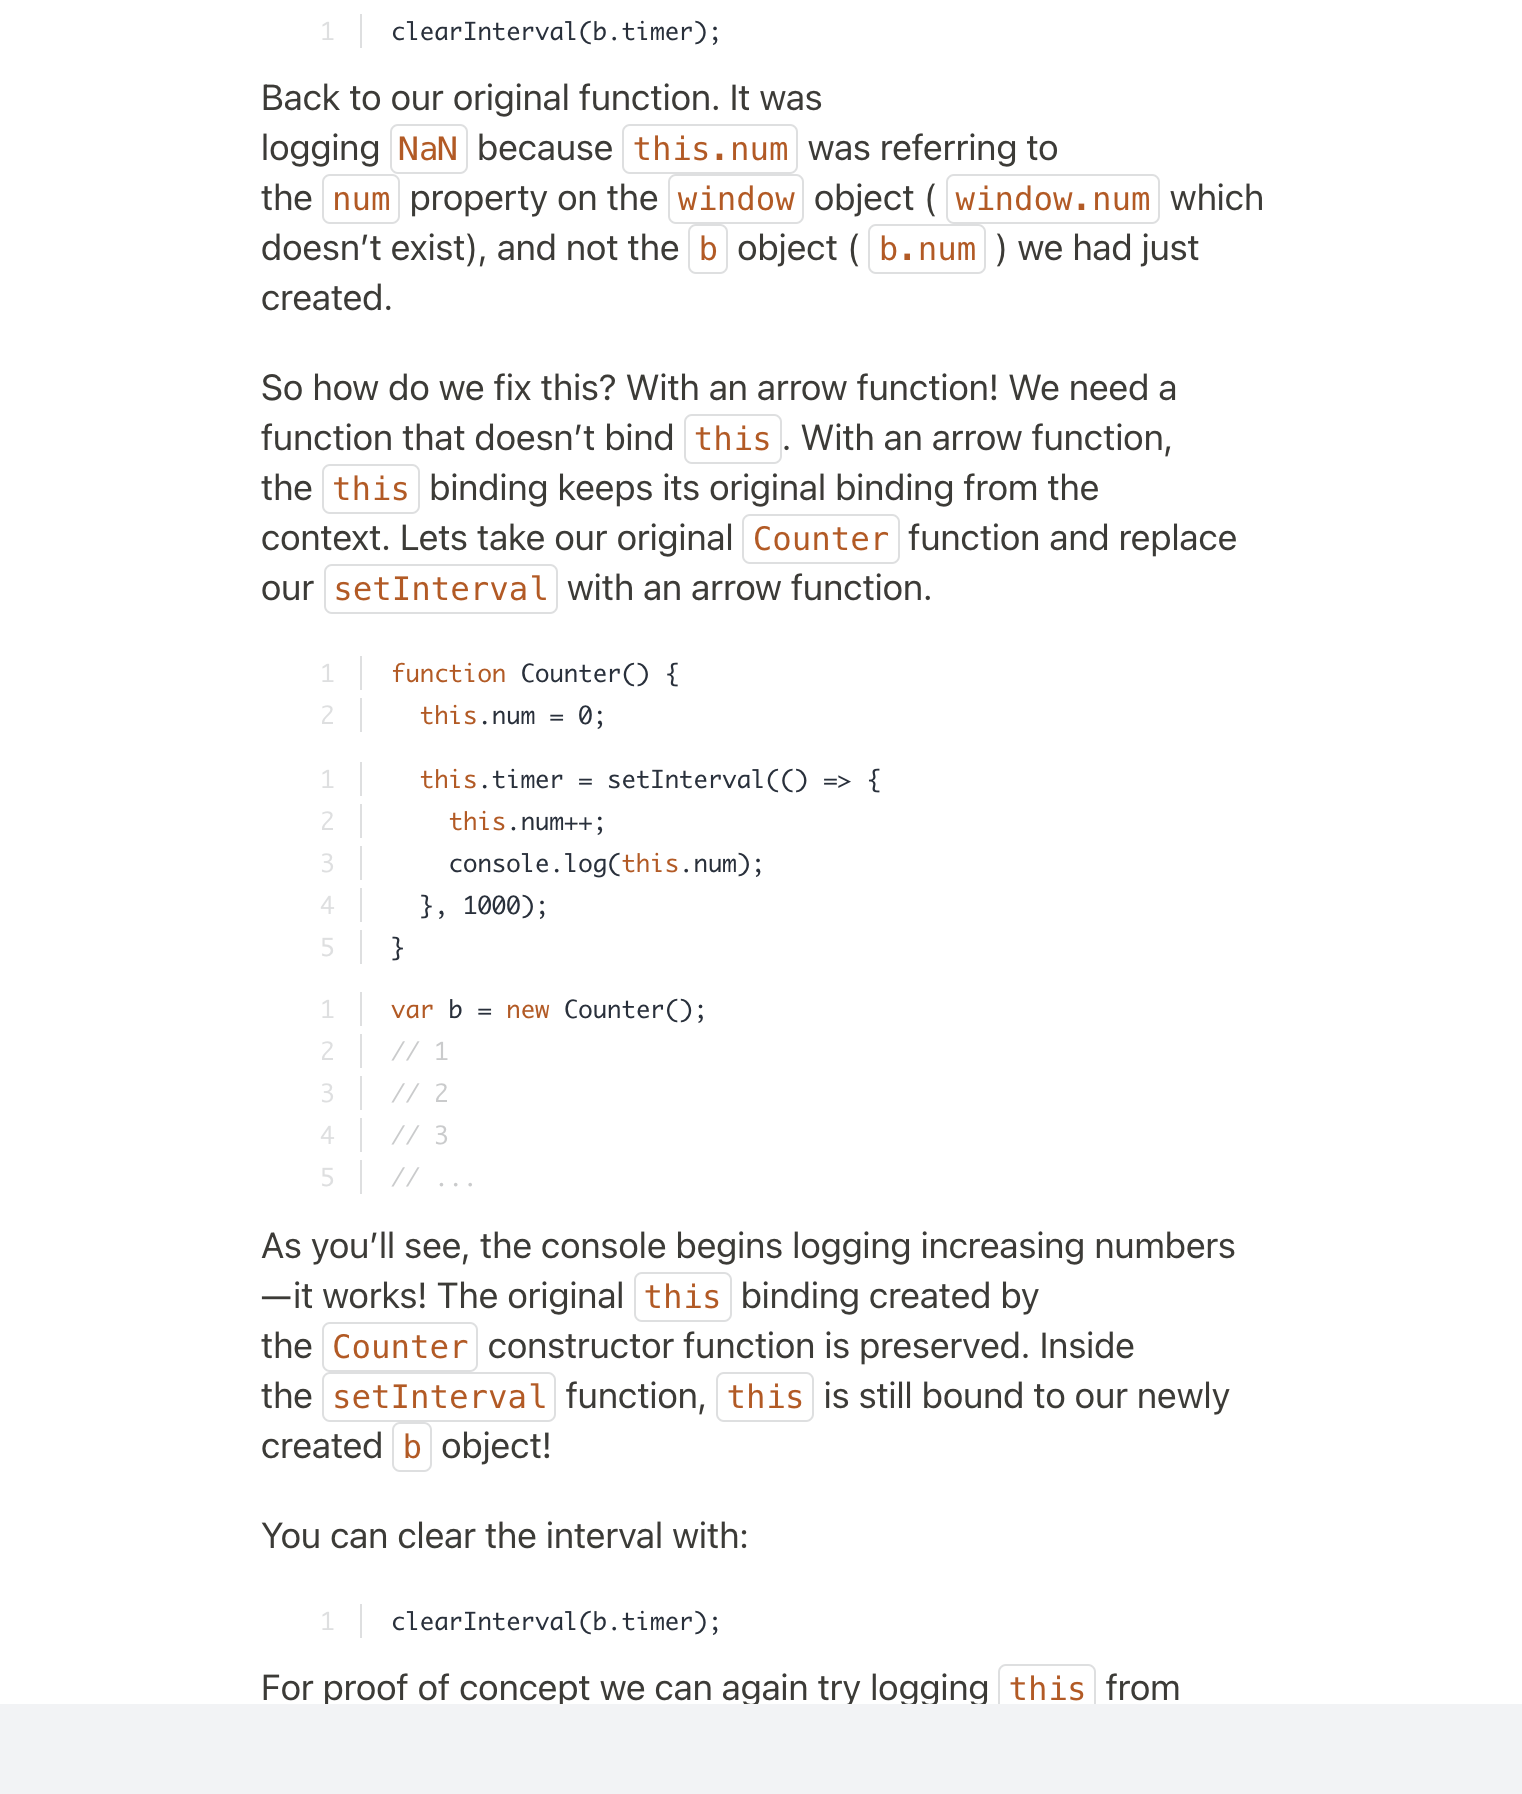 1 clearInterval(b.timer);
Back to our original function. It was
logging NaN because this.num was referring to
the num property on the window object ( window.num which
doesn’t exist), and not the b object ( b.num ) we had just
created.
So how do we fix this? With an arrow function! We need a
function that doesn’t bind this. With an arrow function,
the this binding keeps its original binding from the
context. Lets take our original Counter function and replace
our setInterval with an arrow function.
1 function Counter() {
2   this.num = 0;
1   this.timer = setInterval(() => {
2     this.num++;
3     console.log(this.num);
4   }, 1000);
5 }
1 var b = new Counter();
2 // 1
3 // 2
4 // 3
5 // ...
As you’ll see, the console begins logging increasing numbers
—it works! The original this binding created by
the Counter constructor function is preserved. Inside
the setInterval function, this is still bound to our newly
created b object!
You can clear the interval with:
1 clearInterval(b.timer);
For proof of concept we can again try logging this from